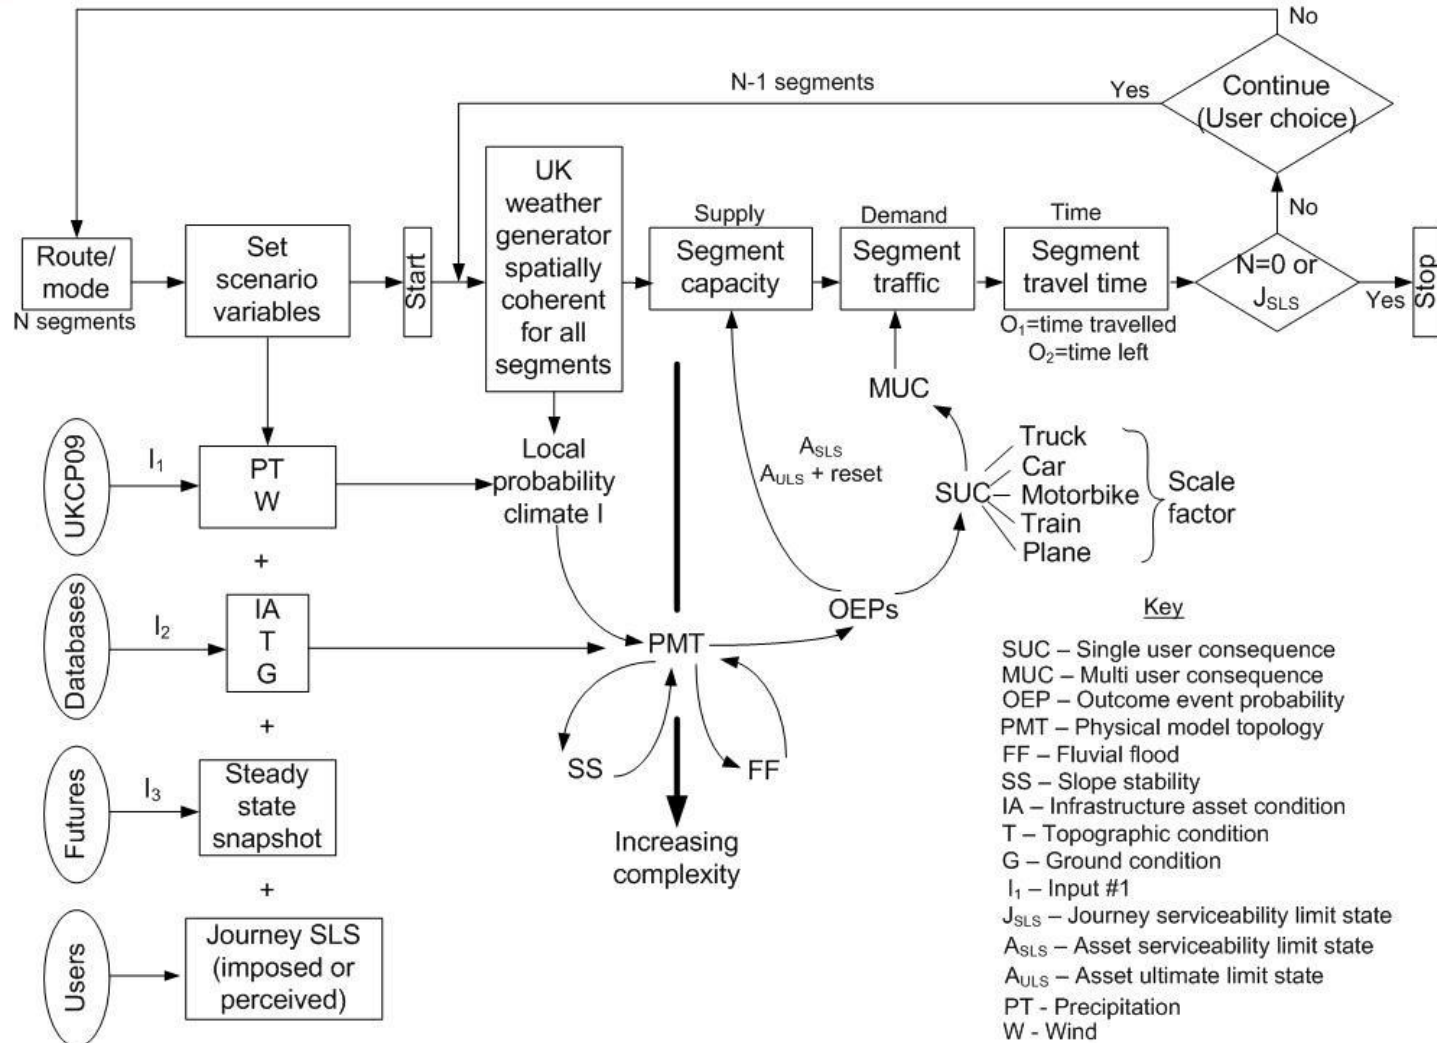 No
N-1 segments
Yes
Continue
(User choice)
No
Route/
mode
N segments
Set
scenario
variables
Start
UK
weather
generator
spatially
coherent
for all
segments
Supply
Segment
capacity
Demand
Segment
traffic
Time
Segment
travel time
O₁=time travelled
O₂=time left
N=0 or
J_SLS
Yes
Stop
MUC
UKCP09
I₁
PT
W
Local
probability
climate I
A_SLS
A_ULS + reset
SUC
Truck
Car
Motorbike
Train
Plane
Scale
factor
+
Databases
I₂
IA
T
G
PMT
OEPs
+
SS
FF
Futures
I₃
Steady
state
snapshot
Increasing
complexity
+
Users
Journey SLS
(imposed or
perceived)
Key
SUC – Single user consequence
MUC – Multi user consequence
OEP – Outcome event probability
PMT – Physical model topology
FF – Fluvial flood
SS – Slope stability
IA – Infrastructure asset condition
T – Topographic condition
G – Ground condition
I₁ – Input #1
J_SLS – Journey serviceability limit state
A_SLS – Asset serviceability limit state
A_ULS – Asset ultimate limit state
PT - Precipitation
W - Wind